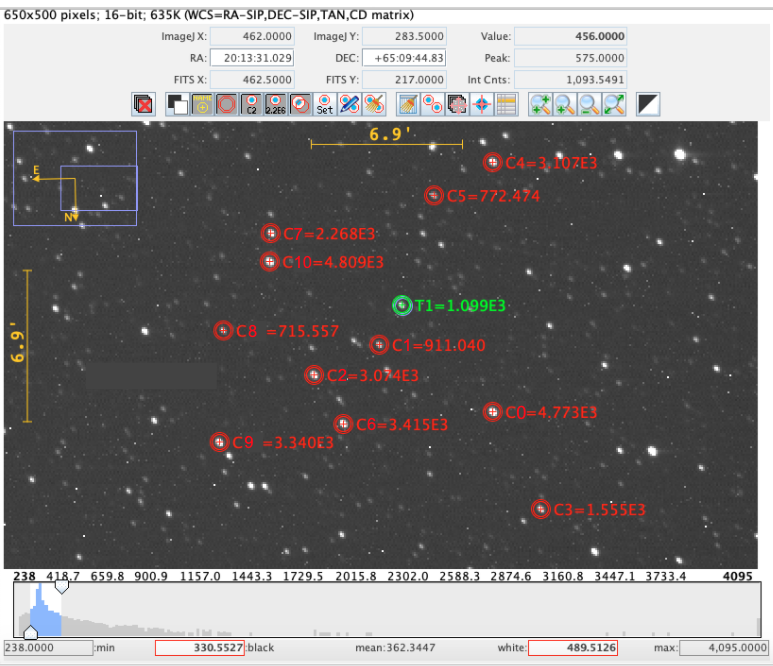 650x500 pixels; 16-bit; 635K (WCS=RA-SIP,DEC-SIP,TAN,CD matrix)
ImageJ X: 462.0000 ImageJ Y: 283.5000 Value: 456.0000
RA: 20:13:31.029 DEC: +65:09:44.83 Peak: 575.0000
FITS X: 462.5000 FITS Y: 217.0000 Int Cnts: 1,093.5491
C2 2.2E6 Set
6.9'
C4=3.107E3
E
C5=772.474
N
C7=2.268E3
C10=4.809E3
T1=1.099E3
6.9'
C8 =715.557
C1=911.040
C2=3.074E3
C0=4.773E3
C6=3.415E3
C9 =3.340E3
C3=1.555E3
238 418.7 659.8 900.9 1157.0 1443.3 1729.5 2015.8 2302.0 2588.3 2874.6 3160.8 3447.1 3733.4 4095
238.0000 :min 330.5527 :black mean:362.3447 white: 489.5126 max: 4,095.0000